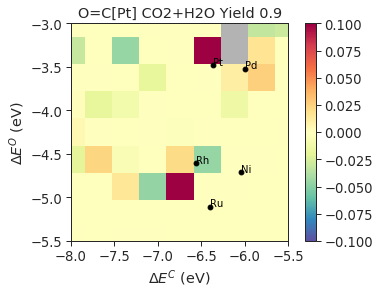 O=C[Pt] CO2+H2O Yield 0.9
−3.0
−3.5
−4.0
−4.5
−5.0
−5.5
ΔE^O (eV)
Pt
Pd
Rh
Ni
Ru
−8.0 −7.5 −7.0 −6.5 −6.0 −5.5
ΔE^C (eV)
0.100
0.075
0.050
0.025
0.000
−0.025
−0.050
−0.075
−0.100